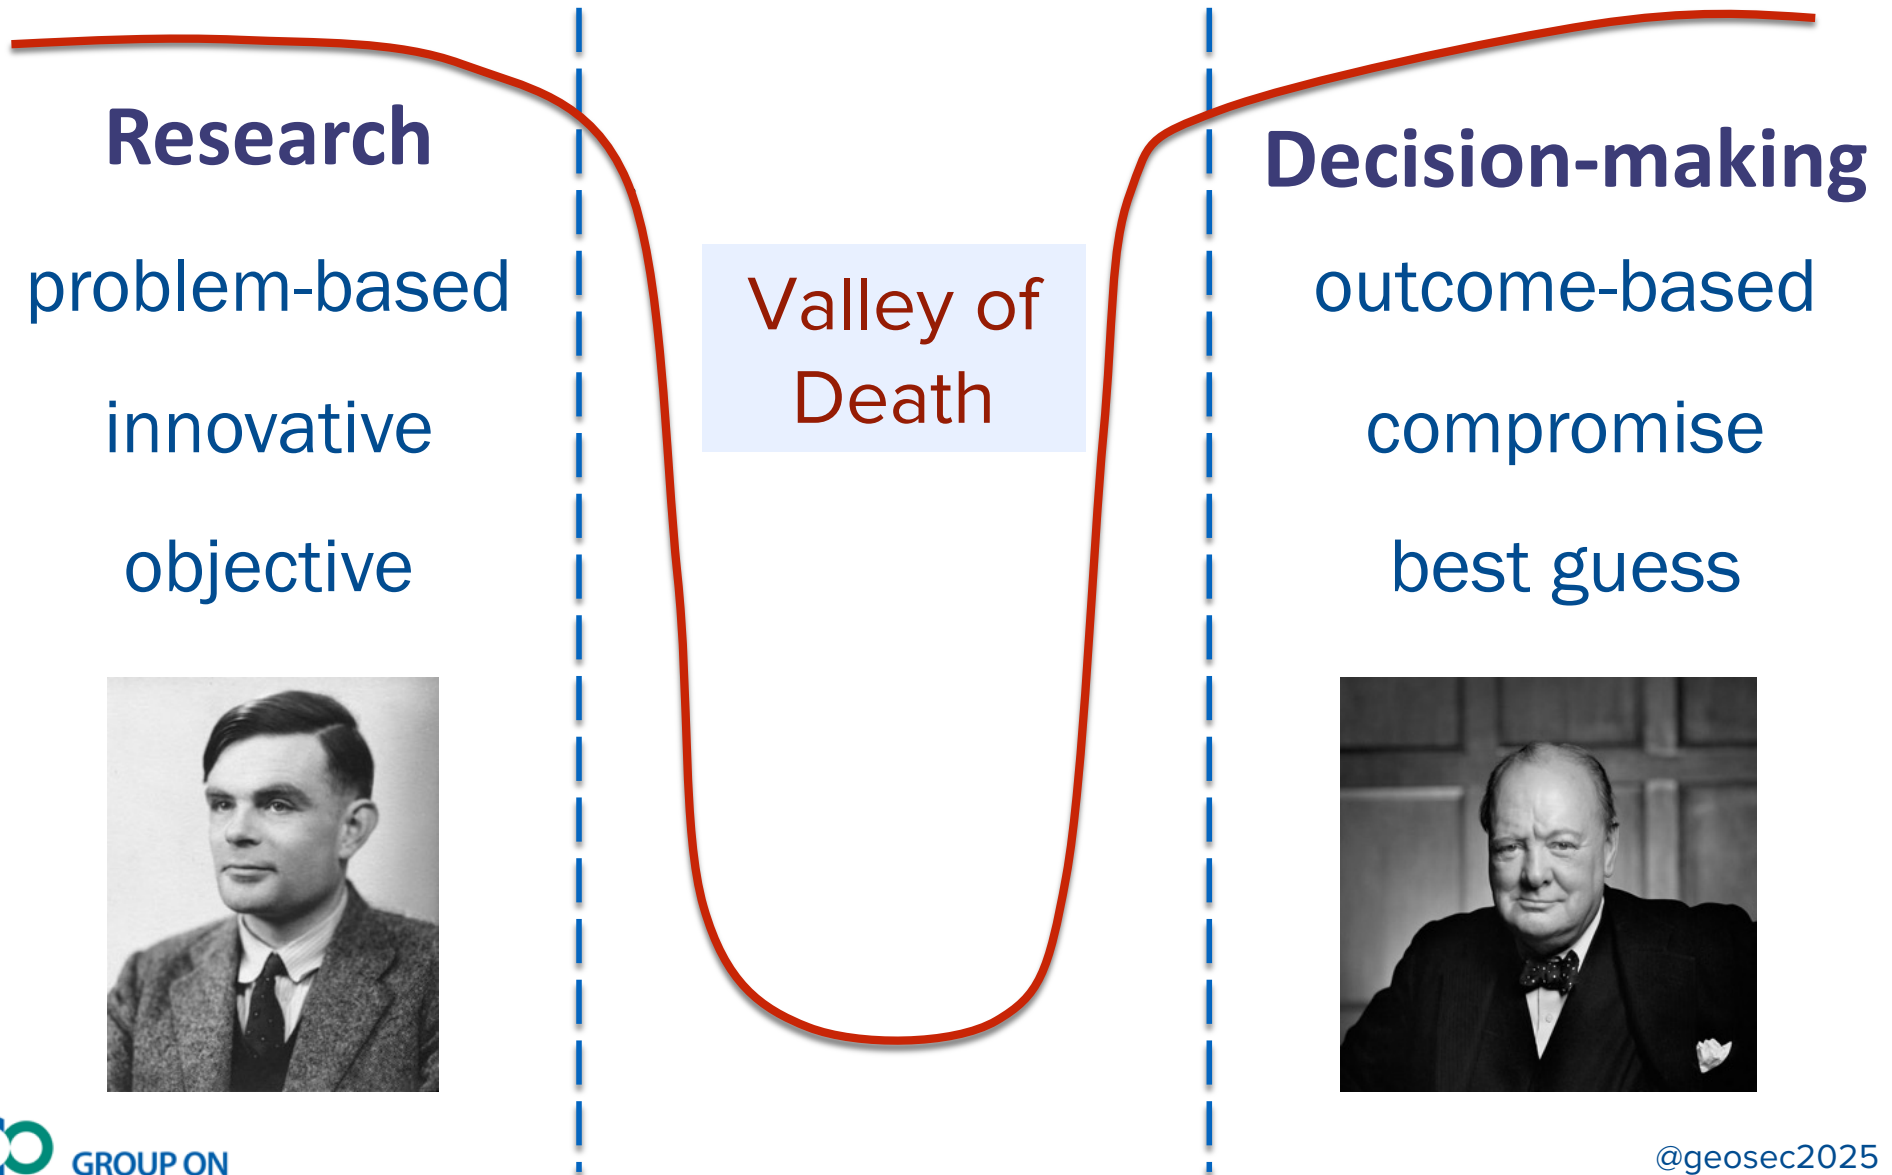 Research
problem-based
innovative
objective
Valley of
Death
Decision-making
outcome-based
compromise
best guess
GROUP ON
@geosec2025